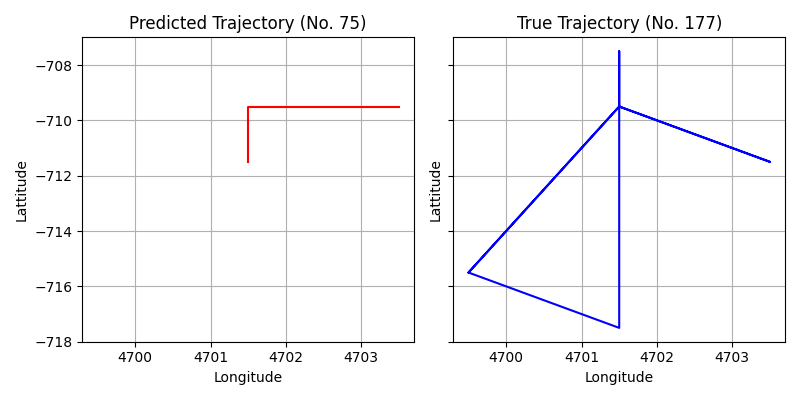 Predicted Trajectory (No. 75)
−708
−710
−712
−714
−716
−718
Lattitude
4700 4701 4702 4703
Longitude
True Trajectory (No. 177)
Lattitude
4700 4701 4702 4703
Longitude